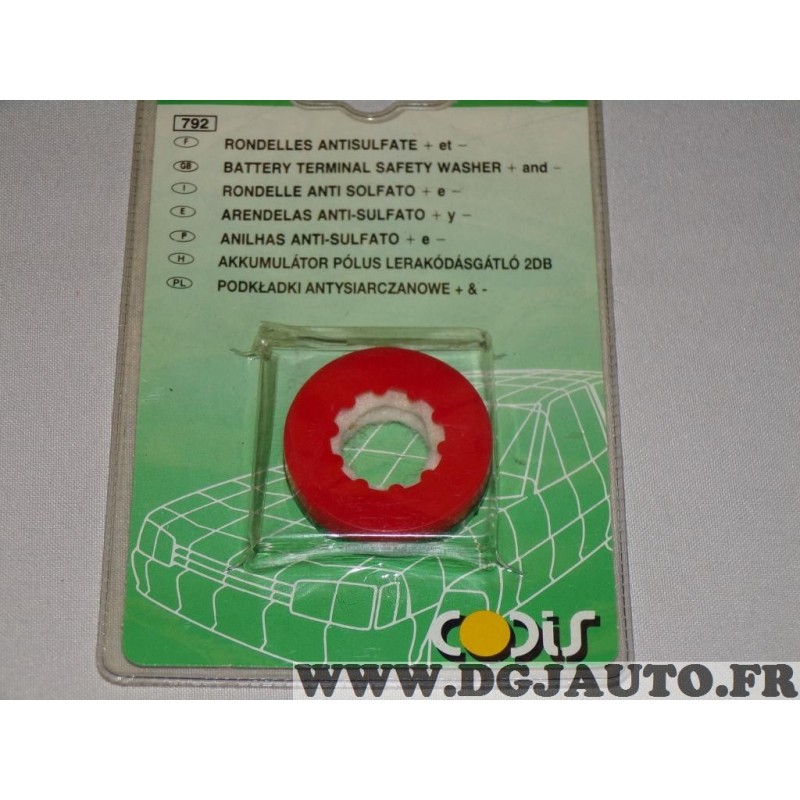 792
F RONDELLES ANTISULFATE + et -
GB BATTERY TERMINAL SAFETY WASHER + and -
I RONDELLE ANTI SOLFATO + e -
E ARENDELAS ANTI-SULFATO + y -
P ANILHAS ANTI-SULFATO + e -
H AKKUMULÁTOR PÓLUS LERAKÓDÁSGÁTLÓ 2DB
PL PODKŁADKI ANTYSIARCZANOWE + & -
CODIS
WWW.DGJAUTO.FR